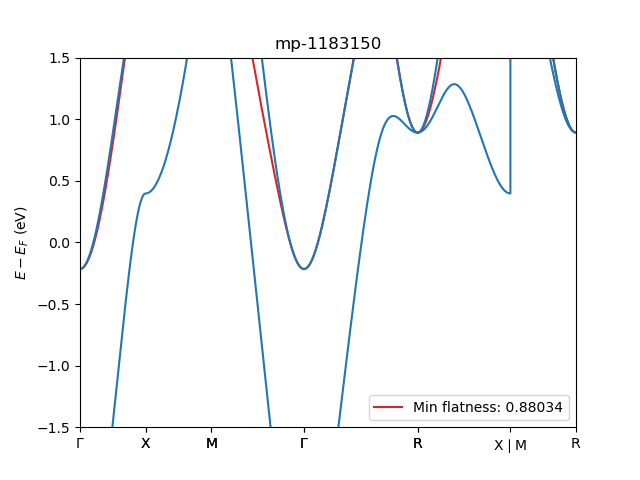 mp-1183150
E − E_F (eV)
1.5
1.0
0.5
0.0
−0.5
−1.0
−1.5
Min flatness: 0.88034
Γ X M Γ R X | M R